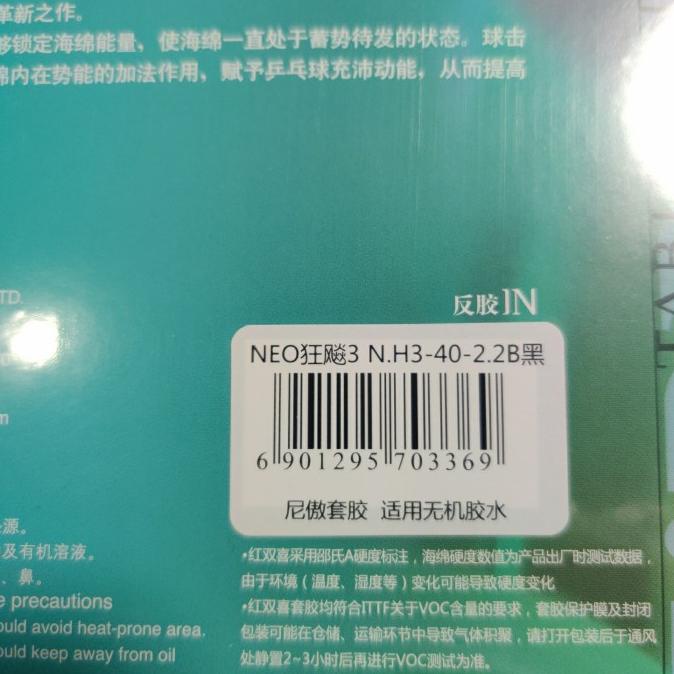 革新之作。
够锁定海绵能量，使海绵一直处于蓄势待发的状态。球击
绵内在势能的加法作用，赋予乒乓球充沛动能，从而提高
TD.
反胶IN
NEO狂飚3 N.H3-40-2.2B黑
m
6 901295 703369
尼傲套胶 适用无机胶水
源。
及有机溶液。
、鼻。
e precautions
ould avoid heat-prone area.
ould keep away from oil
•红双喜采用邵氏A硬度标注，海绵硬度数值为产品出厂时测试数据，
由于环境（温度、湿度等）变化可能导致硬度变化
•红双喜套胶均符合ITTF关于VOC含量的要求，套胶保护膜及封闭
包装可能在仓储、运输环节中导致气体积聚，请打开包装后于通风
处静置2~3小时后再进行VOC测试为准。